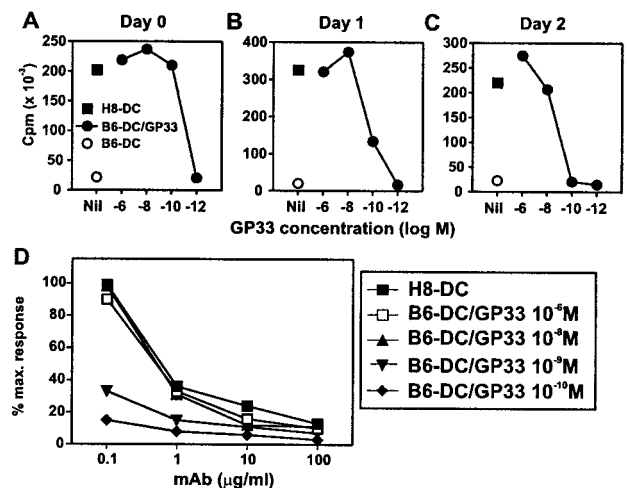 A Day 0
B Day 1
C Day 2
Cpm (x 10⁻³)
250
200
150
100
50
0
H8-DC
B6-DC/GP33
B6-DC
Nil -6 -8 -10 -12
400
300
200
100
0
Nil -6 -8 -10 -12
300
250
200
150
100
50
0
Nil -6 -8 -10 -12
GP33 concentration (log M)
D
% max. response
100
80
60
40
20
0
0.1 1 10 100
mAb (µg/ml)
H8-DC
B6-DC/GP33 10⁻⁶M
B6-DC/GP33 10⁻⁸M
B6-DC/GP33 10⁻⁹M
B6-DC/GP33 10⁻¹⁰M